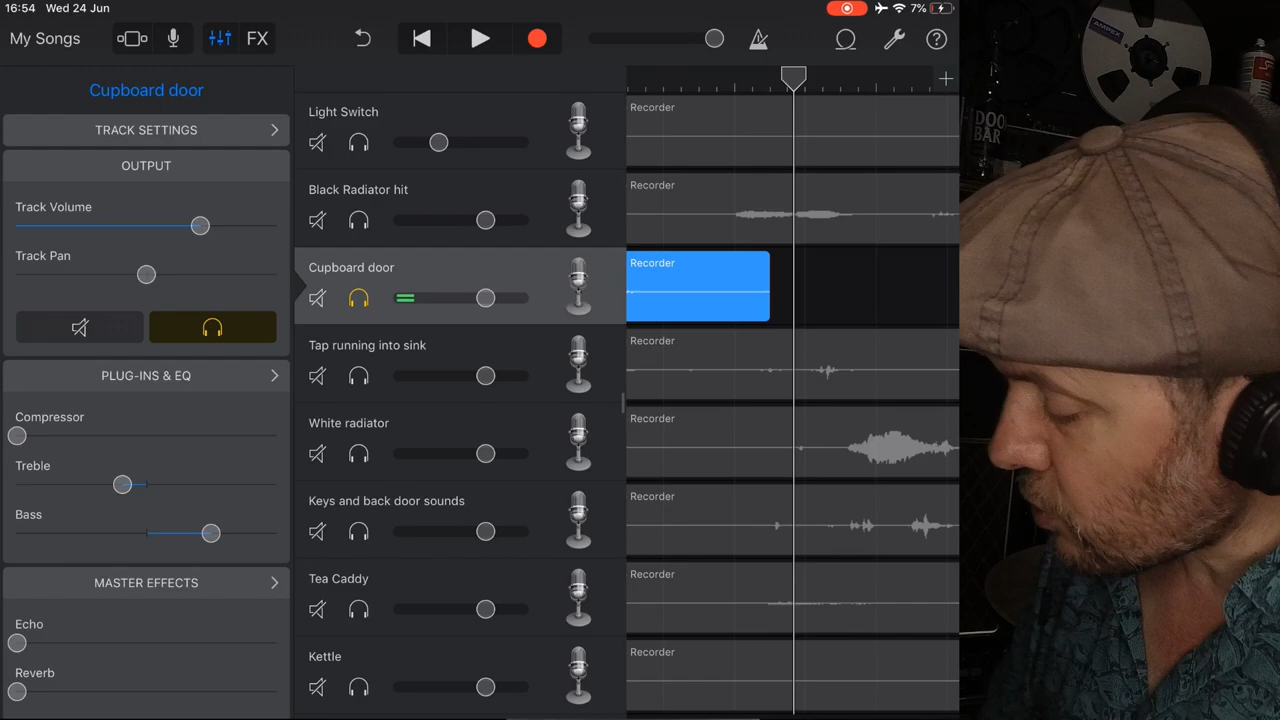 16:54 Wed 24 Jun
7%
My Songs
FX
Cupboard door
TRACK SETTINGS
OUTPUT
Track Volume
Track Pan
PLUG-INS & EQ
Compressor
Treble
Bass
MASTER EFFECTS
Echo
Reverb
Light Switch
Black Radiator hit
Cupboard door
Tap running into sink
White radiator
Keys and back door sounds
Tea Caddy
Kettle
Recorder
Recorder
Recorder
Recorder
Recorder
Recorder
Recorder
Recorder
AMPEX
DOO
BAR